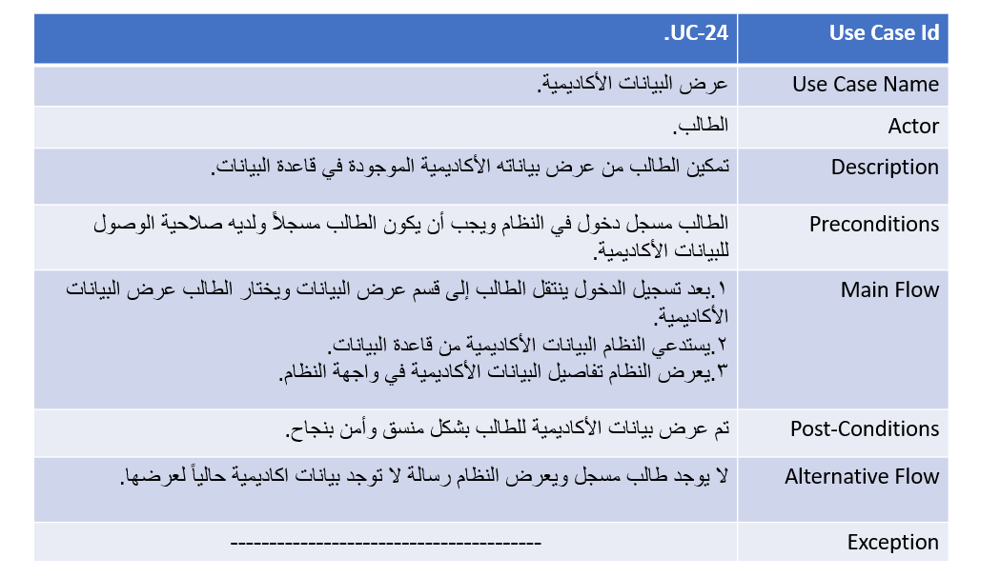 Use Case Id UC-24.
Use Case Name عرض البيانات الأكاديمية.
Actor الطالب.
Description تمكين الطالب من عرض بياناته الأكاديمية الموجودة في قاعدة البيانات.
Preconditions الطالب مسجل دخول في النظام ويجب أن يكون الطالب مسجلاً ولديه صلاحية الوصول
للبيانات الأكاديمية.
Main Flow ١.بعد تسجيل الدخول ينتقل الطالب إلى قسم عرض البيانات ويختار الطالب عرض البيانات
الأكاديمية.
٢.يستدعي النظام البيانات الأكاديمية من قاعدة البيانات.
٣.يعرض النظام تفاصيل البيانات الأكاديمية في واجهة النظام.
Post-Conditions تم عرض بيانات الأكاديمية للطالب بشكل منسق وأمن بنجاح.
Alternative Flow لا يوجد طالب مسجل ويعرض النظام رسالة لا توجد بيانات اكاديمية حالياً لعرضها.
Exception ----------------------------------------